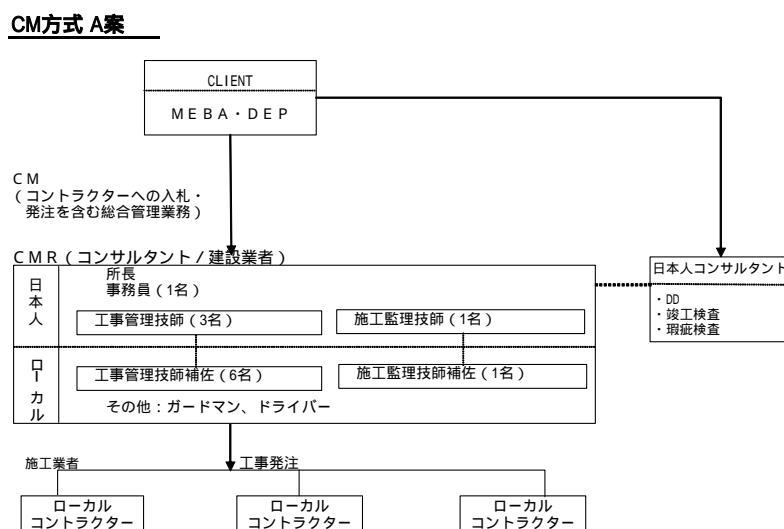 CM方式 A案
CLIENT
MEBA・DEP
CM
(コントラクターへの入札・
発注を含む総合管理業務)
CMR(コンサルタント/建設業者)
日本人
所長
事務員(1名)
工事管理技師(3名)
施工監理技師(1名)
日本人コンサルタント
・DD
・竣工検査
・瑕疵検査
ローカル
工事管理技師補佐(6名)
施工監理技師補佐(1名)
その他:ガードマン、ドライバー
施工業者
工事発注
ローカル
コントラクター
ローカル
コントラクター
ローカル
コントラクター